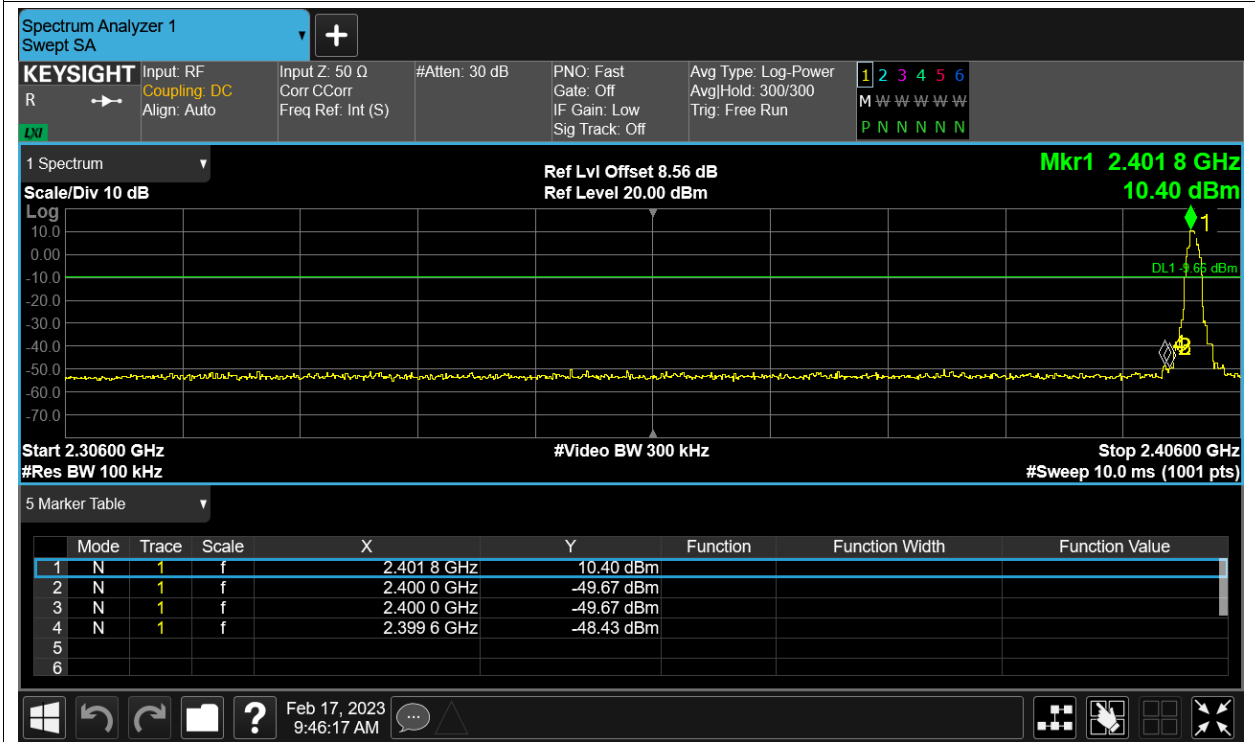 Spectrum Analyzer 1
Swept SA
+
KEYSIGHT
R
LXI
Input: RF
Coupling: DC
Align: Auto
Input Z: 50 Ω
Corr CCorr
Freq Ref: Int (S)
#Atten: 30 dB
PNO: Fast
Gate: Off
IF Gain: Low
Sig Track: Off
Avg Type: Log-Power
Avg|Hold: 300/300
Trig: Free Run
1 2 3 4 5 6
M W W W W W
P N N N N N
1 Spectrum
Scale/Div 10 dB
Ref Lvl Offset 8.56 dB
Ref Level 20.00 dBm
Mkr1 2.401 8 GHz
10.40 dBm
Log
10.0
0.00
-10.0
-20.0
-30.0
-40.0
-50.0
-60.0
-70.0
1
DL1 -9.66 dBm
2
Start 2.30600 GHz
#Video BW 300 kHz
Stop 2.40600 GHz
#Res BW 100 kHz
#Sweep 10.0 ms (1001 pts)
5 Marker Table
Mode Trace Scale X Y Function Function Width Function Value
1 N 1 f 2.401 8 GHz 10.40 dBm
2 N 1 f 2.400 0 GHz -49.67 dBm
3 N 1 f 2.400 0 GHz -49.67 dBm
4 N 1 f 2.399 6 GHz -48.43 dBm
5
6
?
Feb 17, 2023
9:46:17 AM